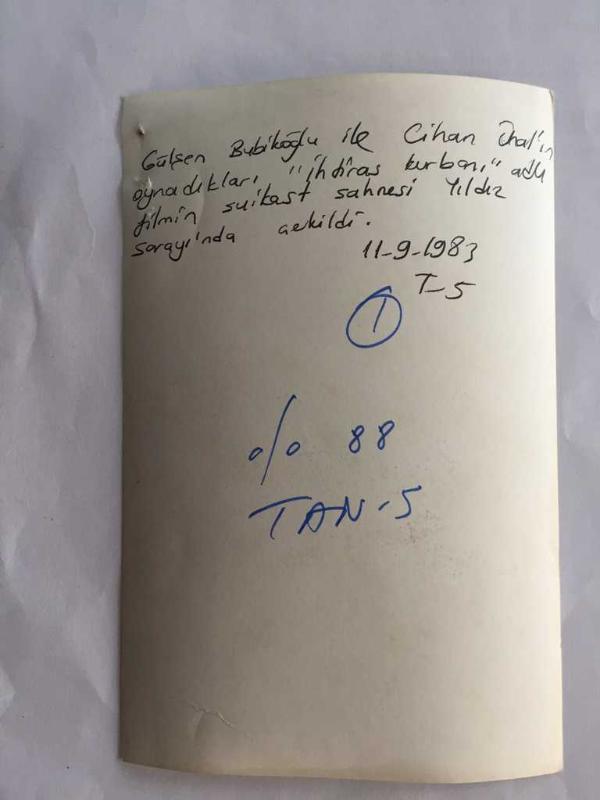 Gülşen Bubikoğlu ile Cihan Ünal'ın
oynadıkları, "ihtiras kurbanı" adlı
filmin suikast sahnesi Yıldız
sarayı'nda çekildi.
11-9-1983
T-5
1
% 88
TAN-5